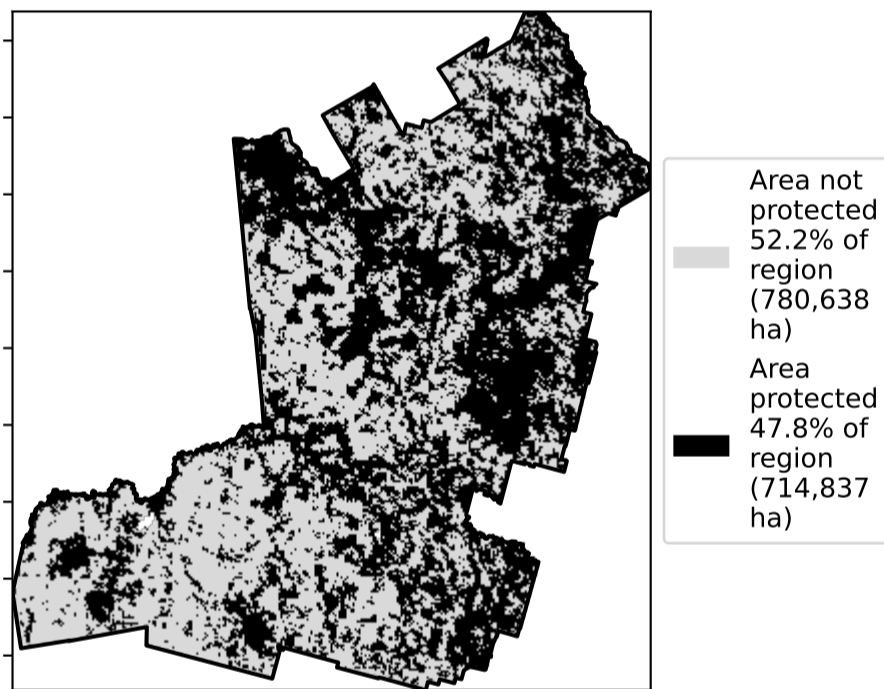 Area not
protected
52.2% of
region
(780,638
ha)
Area
protected
47.8% of
region
(714,837
ha)